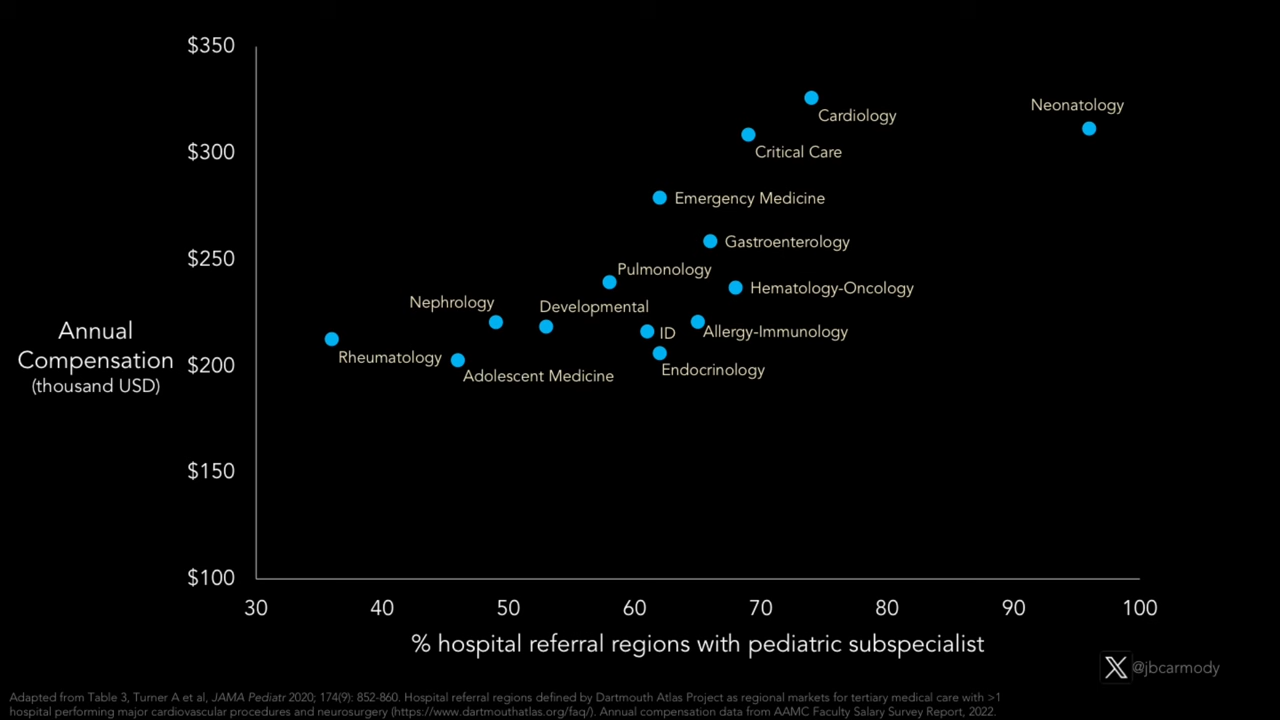 $350
Neonatology
Cardiology
$300
Critical Care
Emergency Medicine
Gastroenterology
$250
Pulmonology
Hematology-Oncology
Nephrology
Developmental
Annual
Compensation
(thousand USD)
ID
Allergy-Immunology
Rheumatology
$200
Endocrinology
Adolescent Medicine
$150
$100
30 40 50 60 70 80 90 100
% hospital referral regions with pediatric subspecialist
X @jbcarmody
Adapted from Table 3, Turner A et al, JAMA Pediatr 2020; 174(9): 852-860. Hospital referral regions defined by Dartmouth Atlas Project as regional markets for tertiary medical care with >1
hospital performing major cardiovascular procedures and neurosurgery (https://www.dartmouthatlas.org/faq/). Annual compensation data from AAMC Faculty Salary Survey Report, 2022.